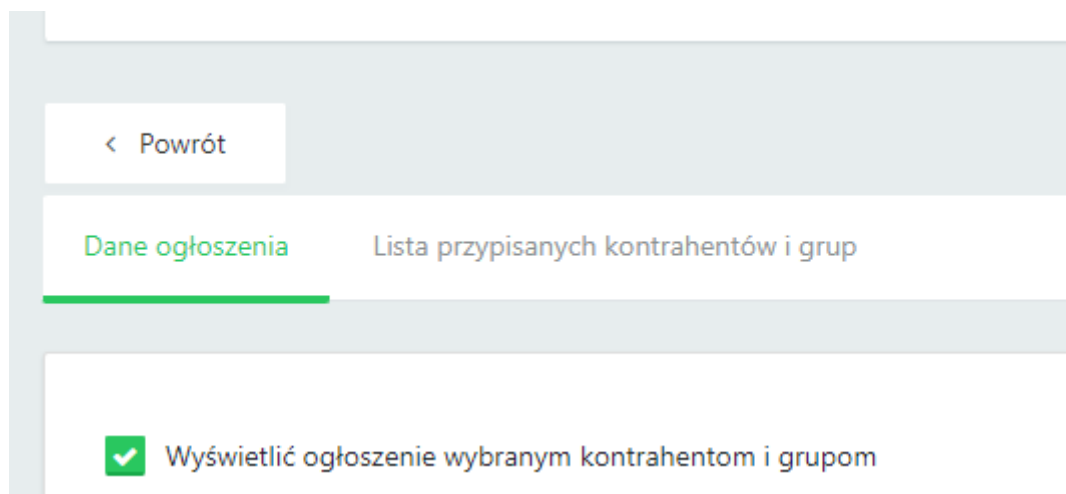 Powrót
Dane ogłoszenia
Lista przypisanych kontrahentów i grup
Wyświetlić ogłoszenie wybranym kontrahentom i grupom